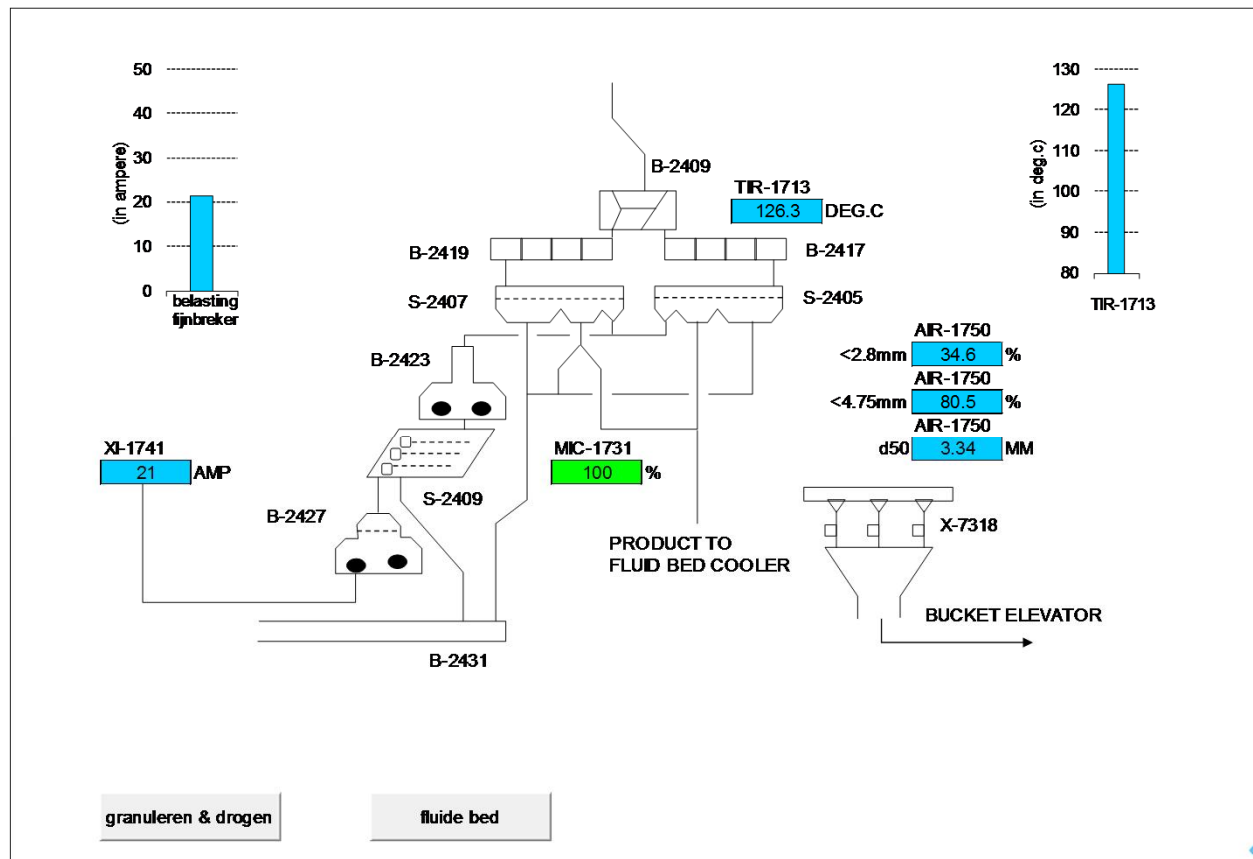 50
40
30
20
10
0
(in ampere)
belasting
fijnbreker
B-2409
TIR-1713
126.3 DEG.C
130
120
110
100
90
80
(in deg.c)
TIR-1713
B-2419
B-2417
S-2407
S-2405
B-2423
AIR-1750
<2.8mm 34.6 %
AIR-1750
<4.75mm 80.5 %
AIR-1750
d50 3.34 MM
XI-1741
21 AMP
MIC-1731
100 %
S-2409
B-2427
X-7318
PRODUCT TO
FLUID BED COOLER
BUCKET ELEVATOR
B-2431
granuleren & drogen
fluide bed